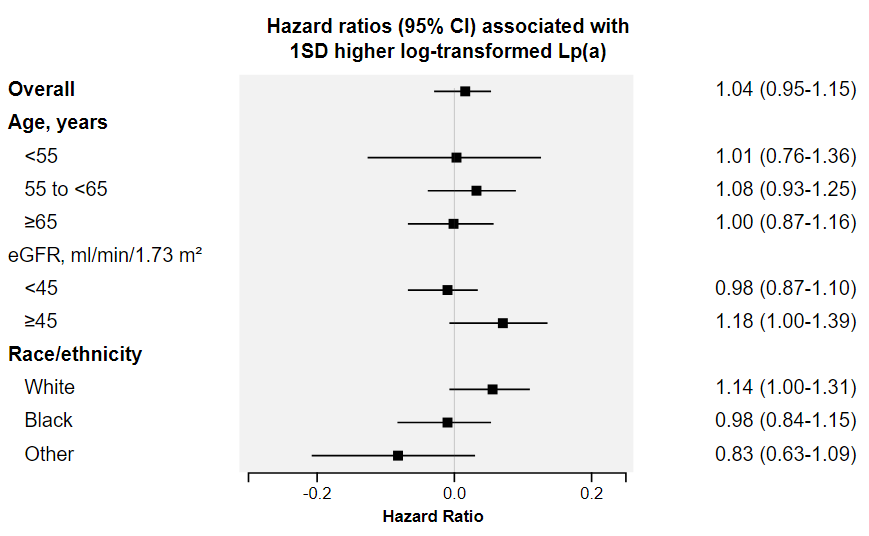 Hazard ratios (95% CI) associated with
1SD higher log-transformed Lp(a)
Overall 1.04 (0.95-1.15)
Age, years
<55 1.01 (0.76-1.36)
55 to <65 1.08 (0.93-1.25)
≥65 1.00 (0.87-1.16)
eGFR, ml/min/1.73 m²
<45 0.98 (0.87-1.10)
≥45 1.18 (1.00-1.39)
Race/ethnicity
White 1.14 (1.00-1.31)
Black 0.98 (0.84-1.15)
Other 0.83 (0.63-1.09)
-0.2 0.0 0.2
Hazard Ratio